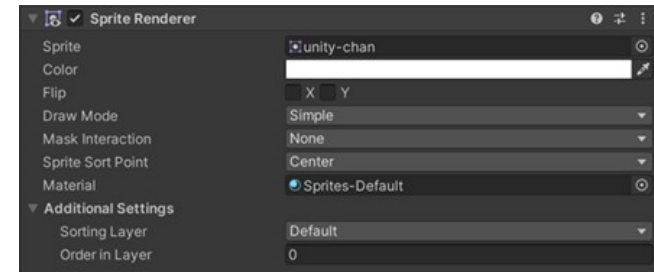 Sprite Renderer
Sprite unity-chan
Color
Flip X Y
Draw Mode Simple
Mask Interaction None
Sprite Sort Point Center
Material Sprites-Default
Additional Settings
Sorting Layer Default
Order in Layer 0